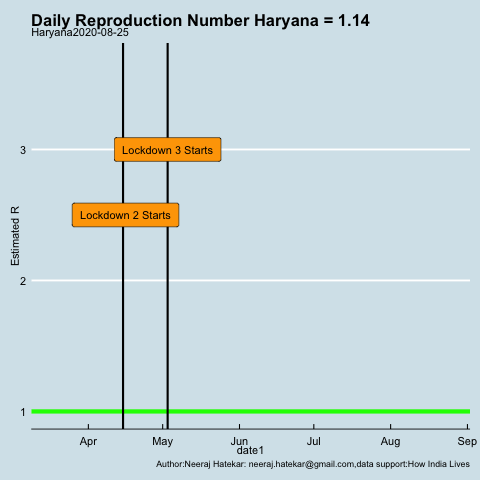 Daily Reproduction Number Haryana = 1.14
Haryana2020-08-25
3
Lockdown 3 Starts
Lockdown 2 Starts
Estimated R
2
1
Apr May Jun Jul Aug Sep
date1
Author:Neeraj Hatekar: neeraj.hatekar@gmail.com,data support:How India Lives